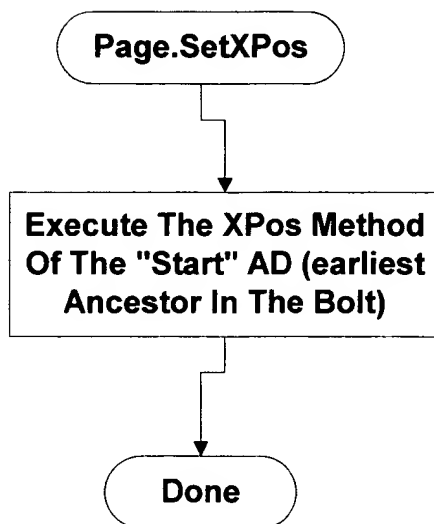 Page.SetXPos
Execute The XPos Method
Of The "Start" AD (earliest
Ancestor In The Bolt)
Done